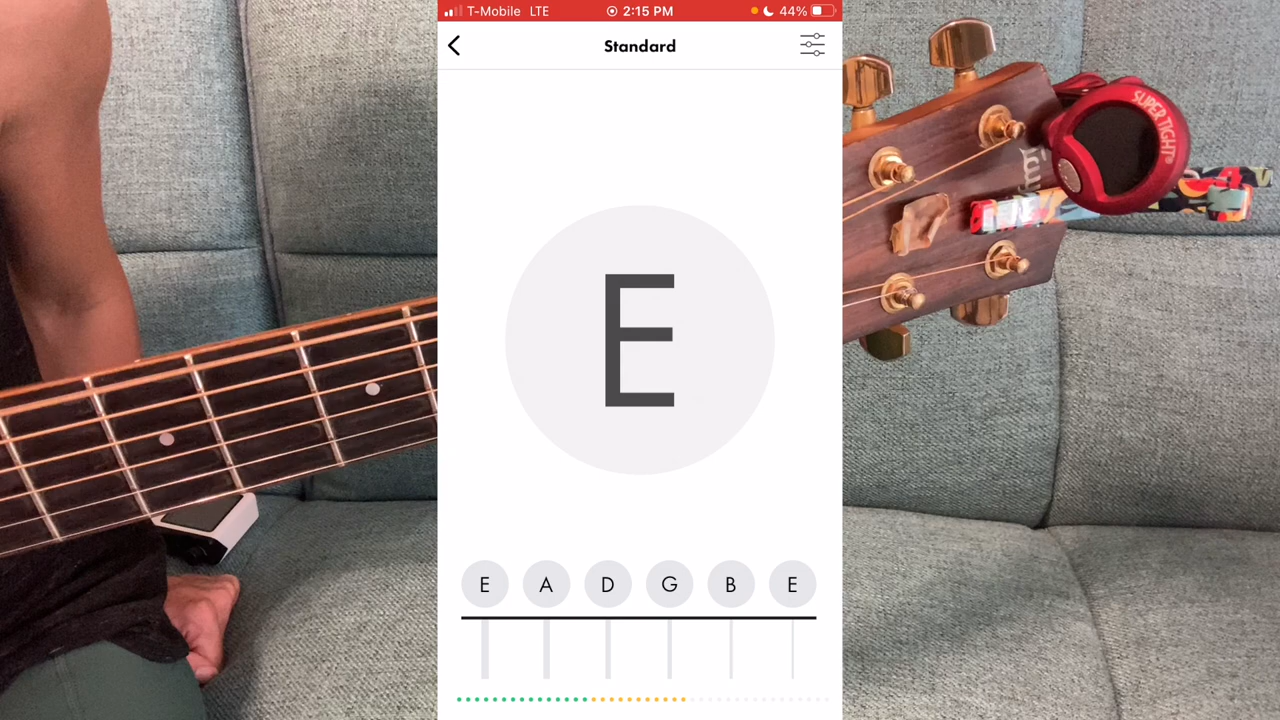 T-Mobile LTE 2:15 PM 44%
Standard
SUPER TIGHT®
E
E A D G B E